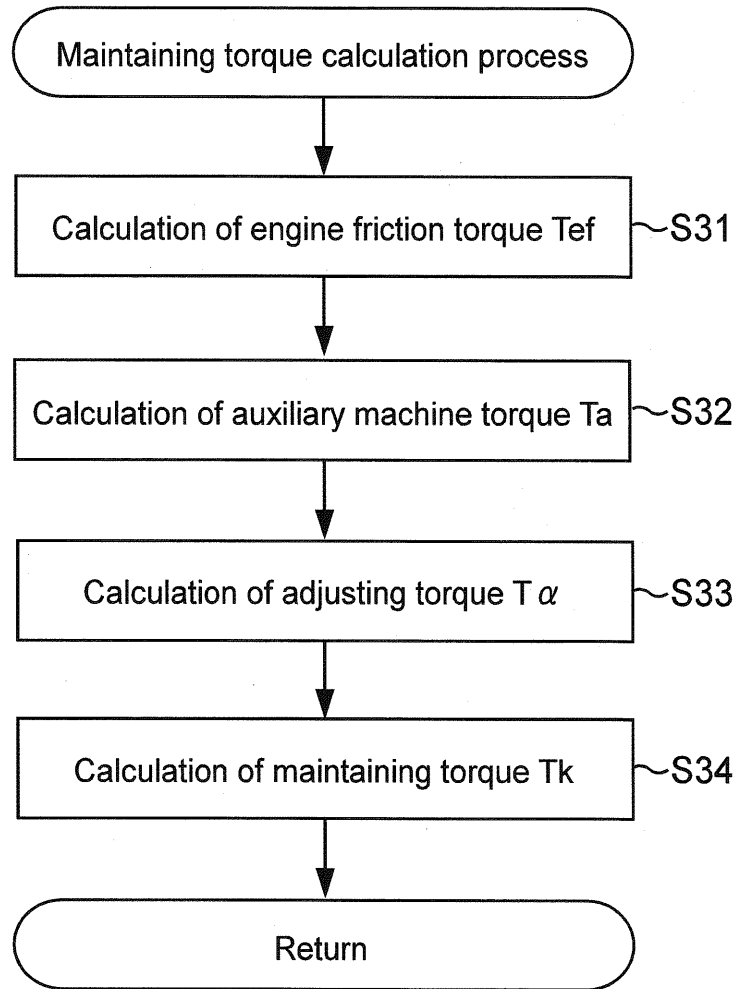 Maintaining torque calculation process
Calculation of engine friction torque Tef
S31
Calculation of auxiliary machine torque Ta
S32
Calculation of adjusting torque T α
S33
Calculation of maintaining torque Tk
S34
Return